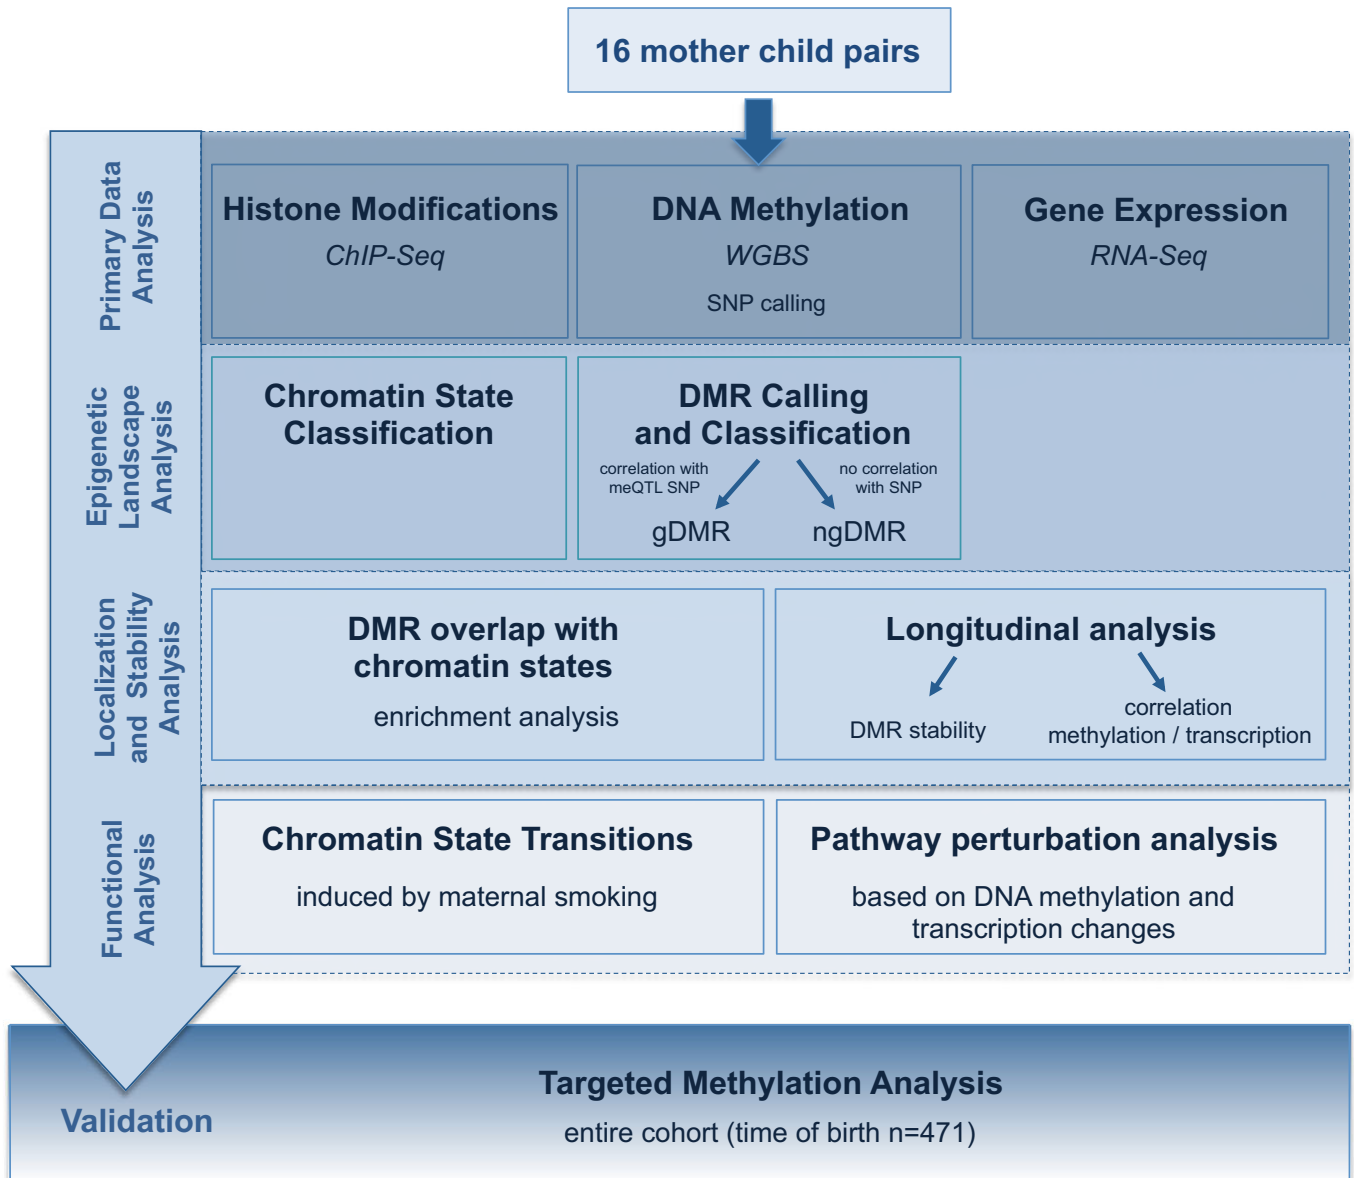 16 mother child pairs
Primary Data
Analysis
Histone Modifications
ChIP-Seq
DNA Methylation
WGBS
SNP calling
Gene Expression
RNA-Seq
Epigenetic
Landscape
Analysis
Chromatin State
Classification
DMR Calling
and Classification
correlation with
meQTL SNP
no correlation
with SNP
gDMR
ngDMR
Localization
and Stability
Analysis
DMR overlap with
chromatin states
enrichment analysis
Longitudinal analysis
DMR stability
correlation
methylation / transcription
Functional
Analysis
Chromatin State Transitions
induced by maternal smoking
Pathway perturbation analysis
based on DNA methylation and
transcription changes
Validation
Targeted Methylation Analysis
entire cohort (time of birth n=471)